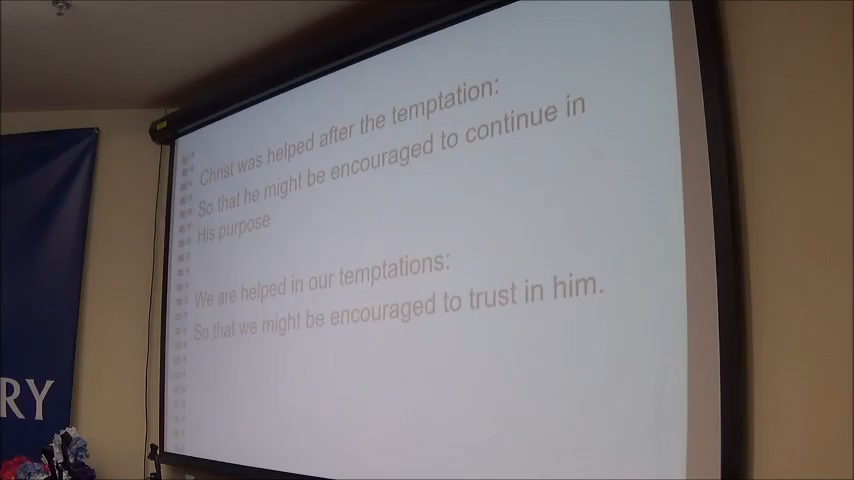 Christ was helped after the temptation:
So that he might be encouraged to continue in
His purpose
We are helped in our temptations:
So that we might be encouraged to trust in him.
RY